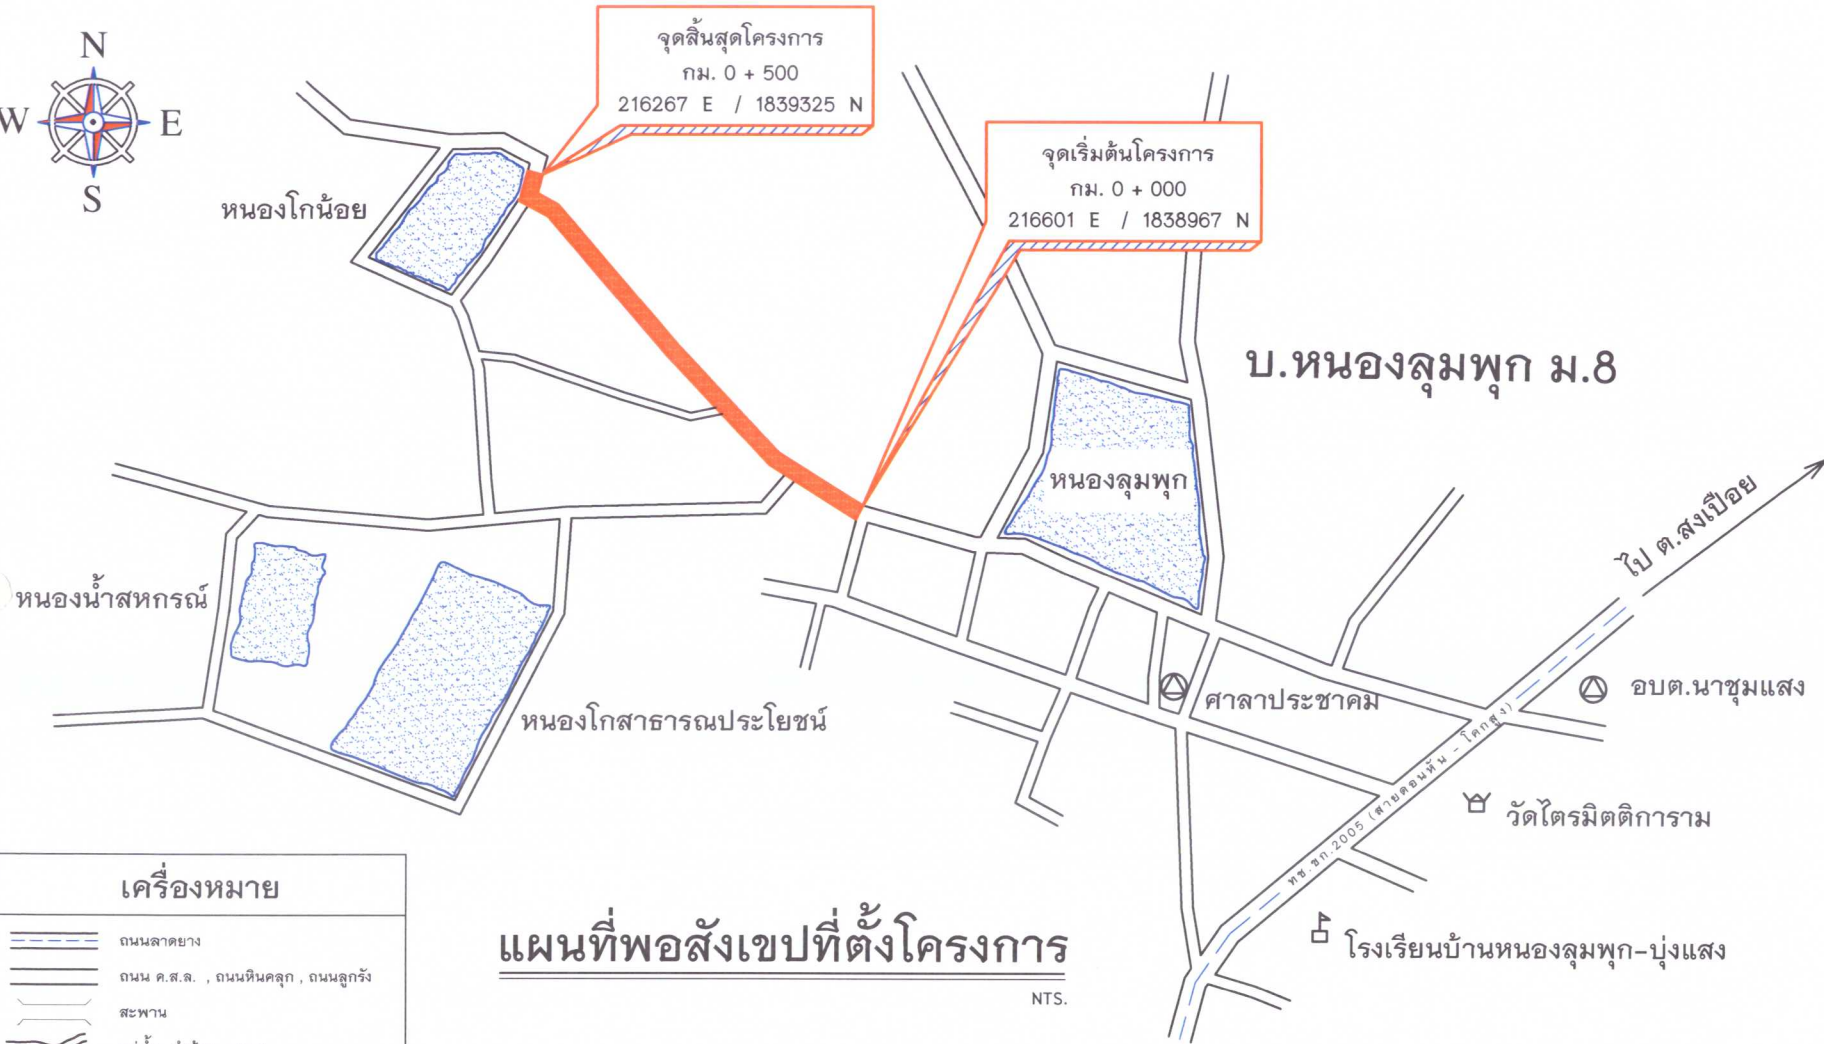 N
W
E
S
จุดสิ้นสุดโครงการ
กม. 0 + 500
216267 E / 1839325 N
จุดเริ่มต้นโครงการ
กม. 0 + 000
216601 E / 1838967 N
หนองโกน้อย
บ.หนองลุมพุก ม.8
หนองลุมพุก
ไป ต.สงเปือย
หนองน้ำสหกรณ์
หนองโกสาธารณประโยชน์
ศาลาประชาคม
อบต.นาชุมแสง
ทช.ขก.2005 (สายดอนหัน - โคกสูง)
วัดไตรมิตติการาม
โรงเรียนบ้านหนองลุมพุก-บุ่งแสง
เครื่องหมาย
ถนนลาดยาง
ถนน ค.ส.ล. , ถนนหินคลุก , ถนนลูกรัง
สะพาน
แผนที่พอสังเขปที่ตั้งโครงการ
NTS.